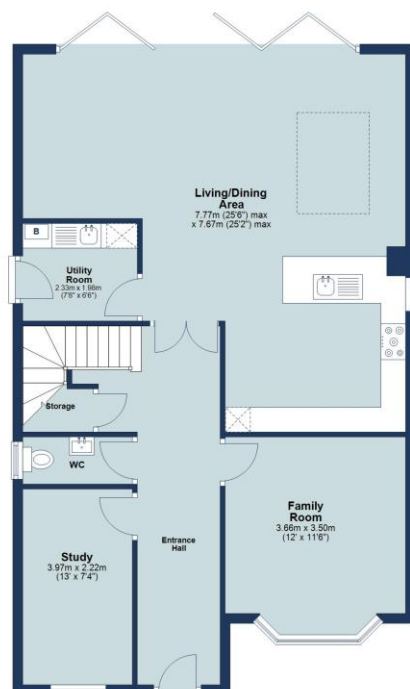 Living/Dining
Area
7.77m (25'6") max
x 7.67m (25'2") max
B
Utility
Room
2.33m x 1.98m
(7'8" x 6'6")
Storage
WC
Family
Room
3.66m x 3.50m
(12' x 11'6")
Entrance
Hall
Study
3.97m x 2.22m
(13' x 7'4")